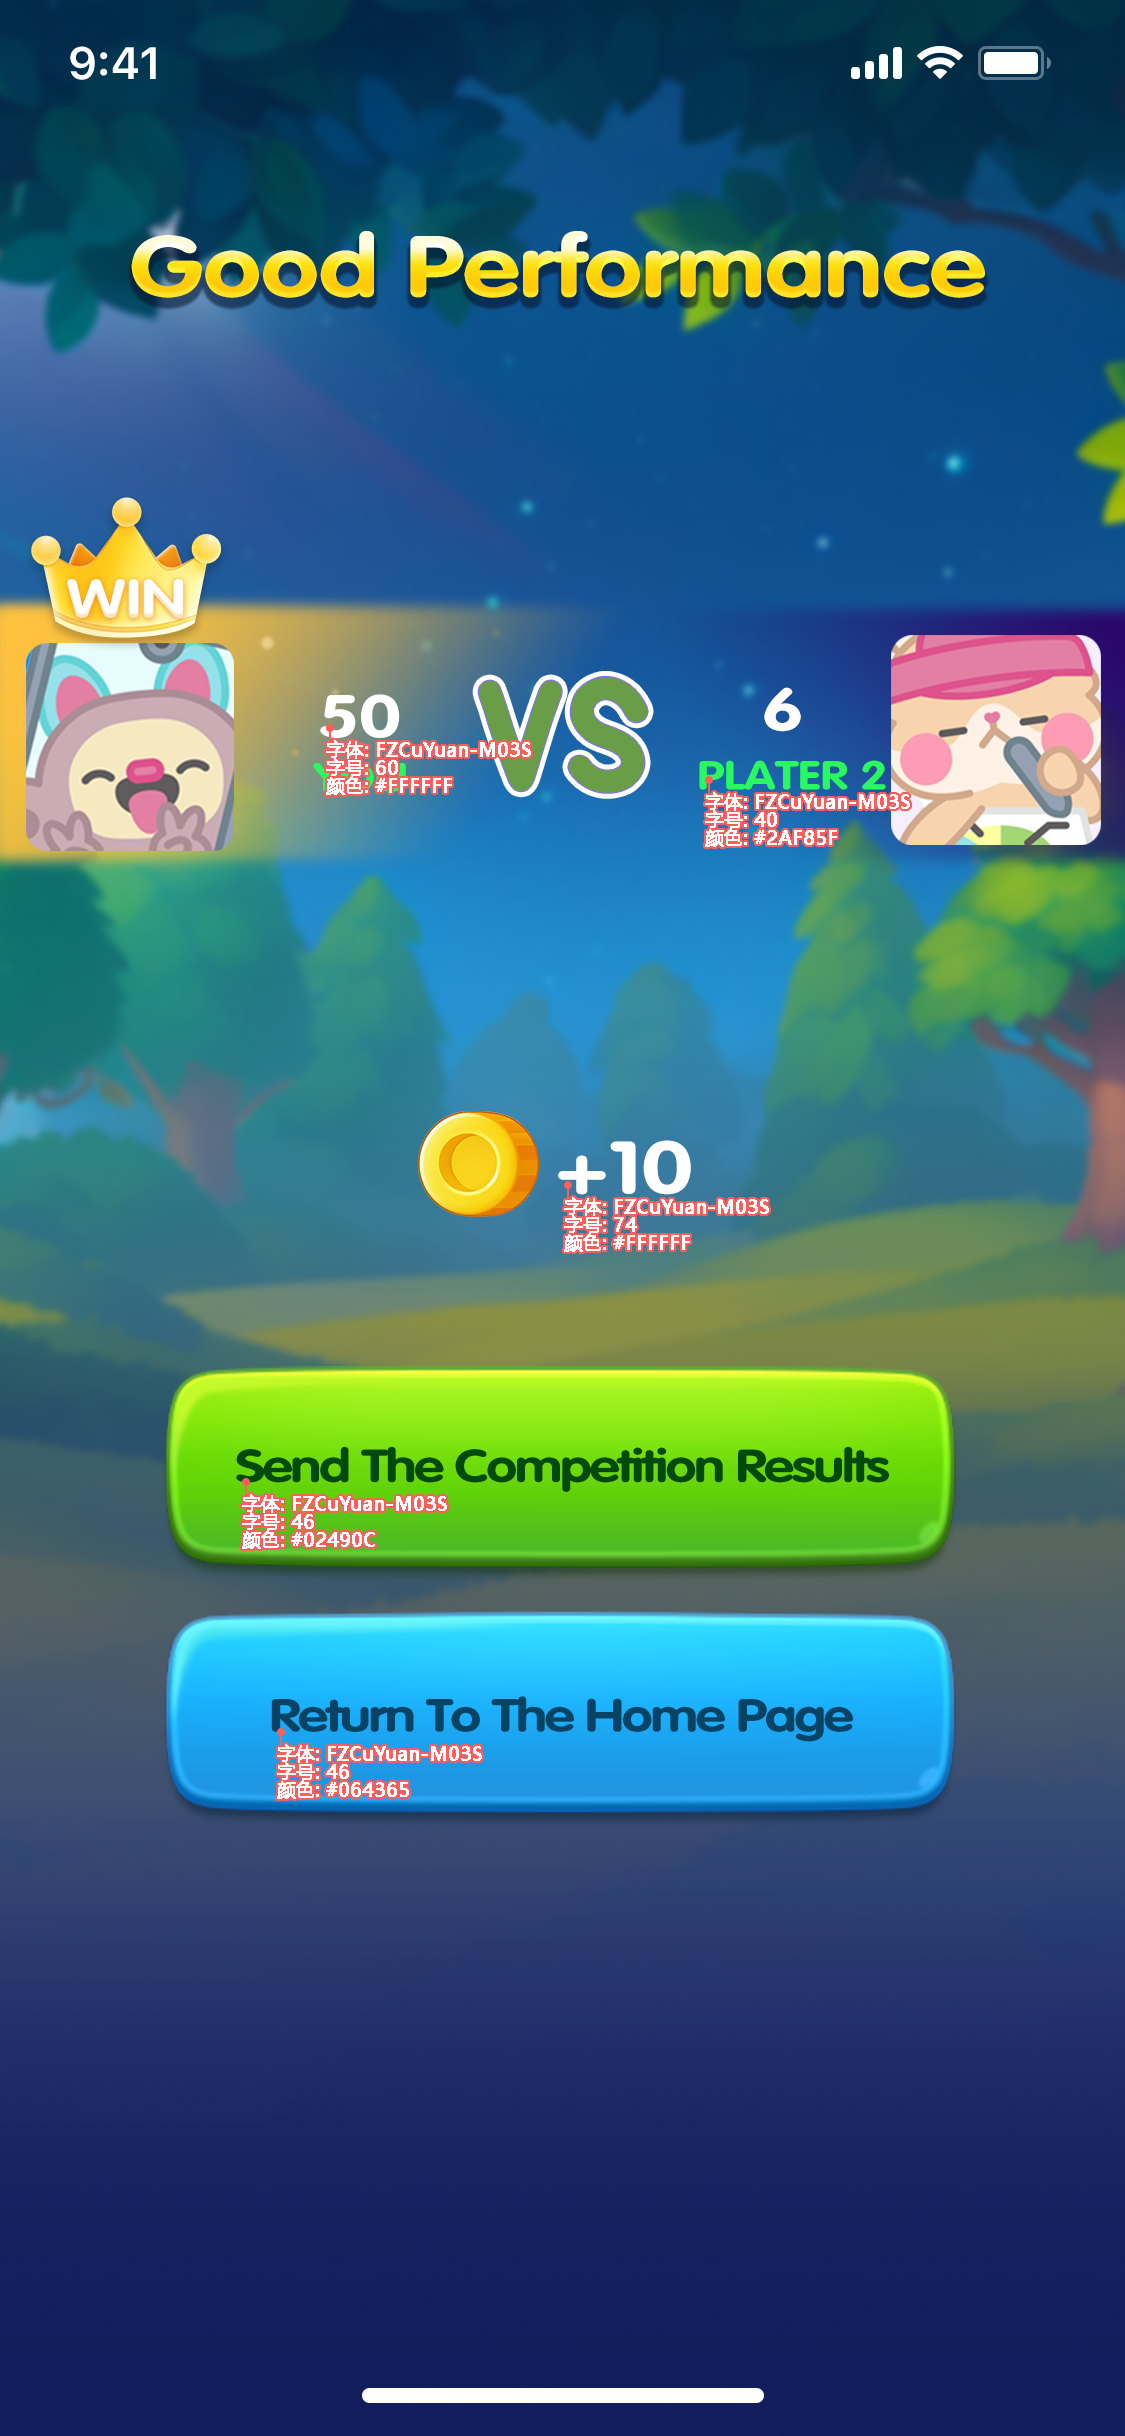 9:41
Good Performance
WIN
50
VS
6
字体: FZCuYuan-M03S
字号: 60
颜色: #FFFFFF
PLATER 2
字体: FZCuYuan-M03S
字号: 40
颜色: #2AF85F
+10
字体: FZCuYuan-M03S
字号: 74
颜色: #FFFFFF
Send The Competition Results
字体: FZCuYuan-M03S
字号: 46
颜色: #02490C
Return To The Home Page
字体: FZCuYuan-M03S
字号: 46
颜色: #064365